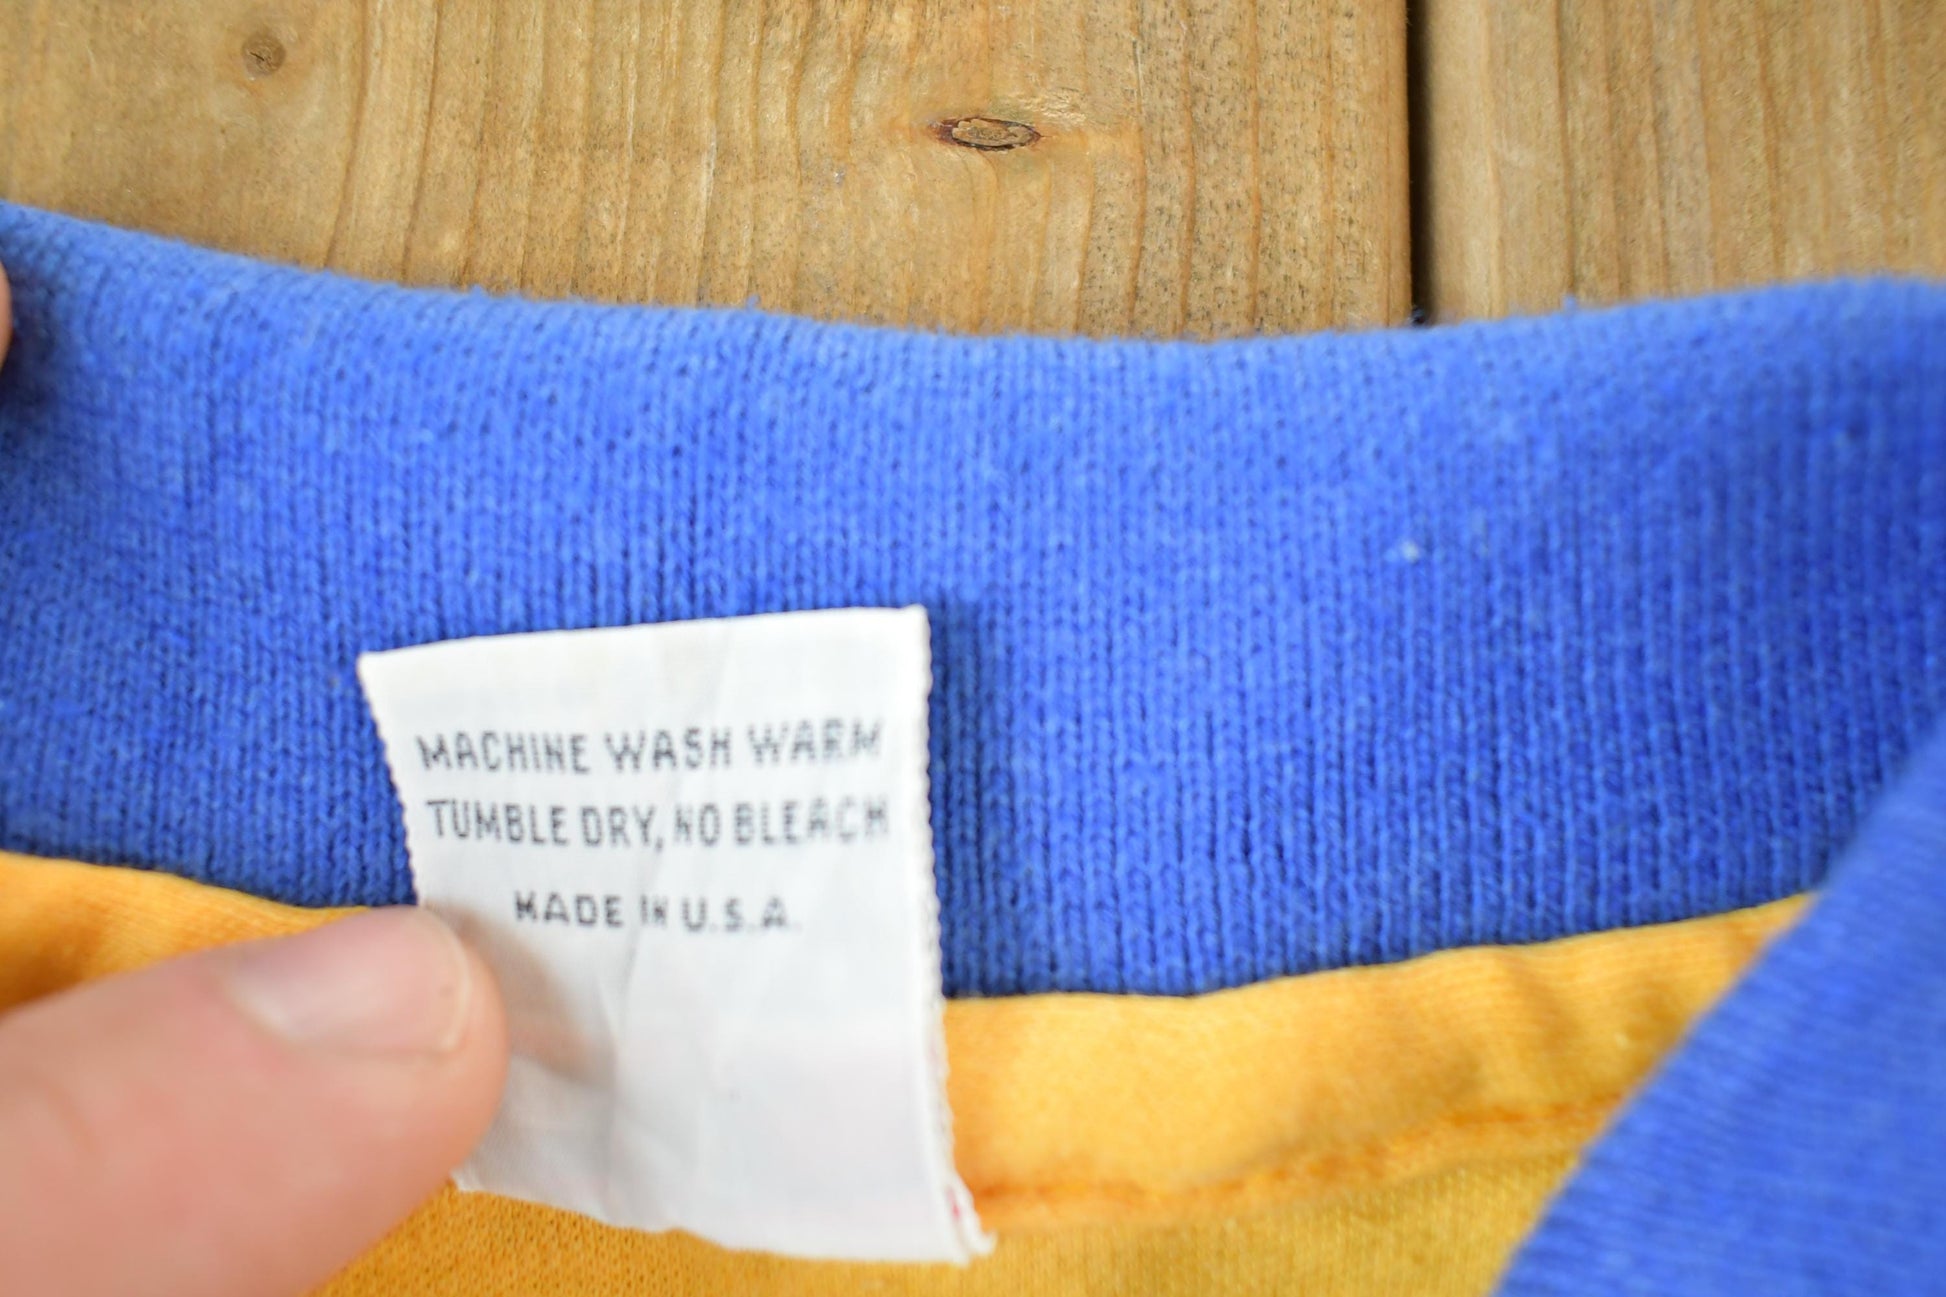 MACHINE WASH WARM
TUMBLE DRY, NO BLEACH
MADE IN U.S.A.